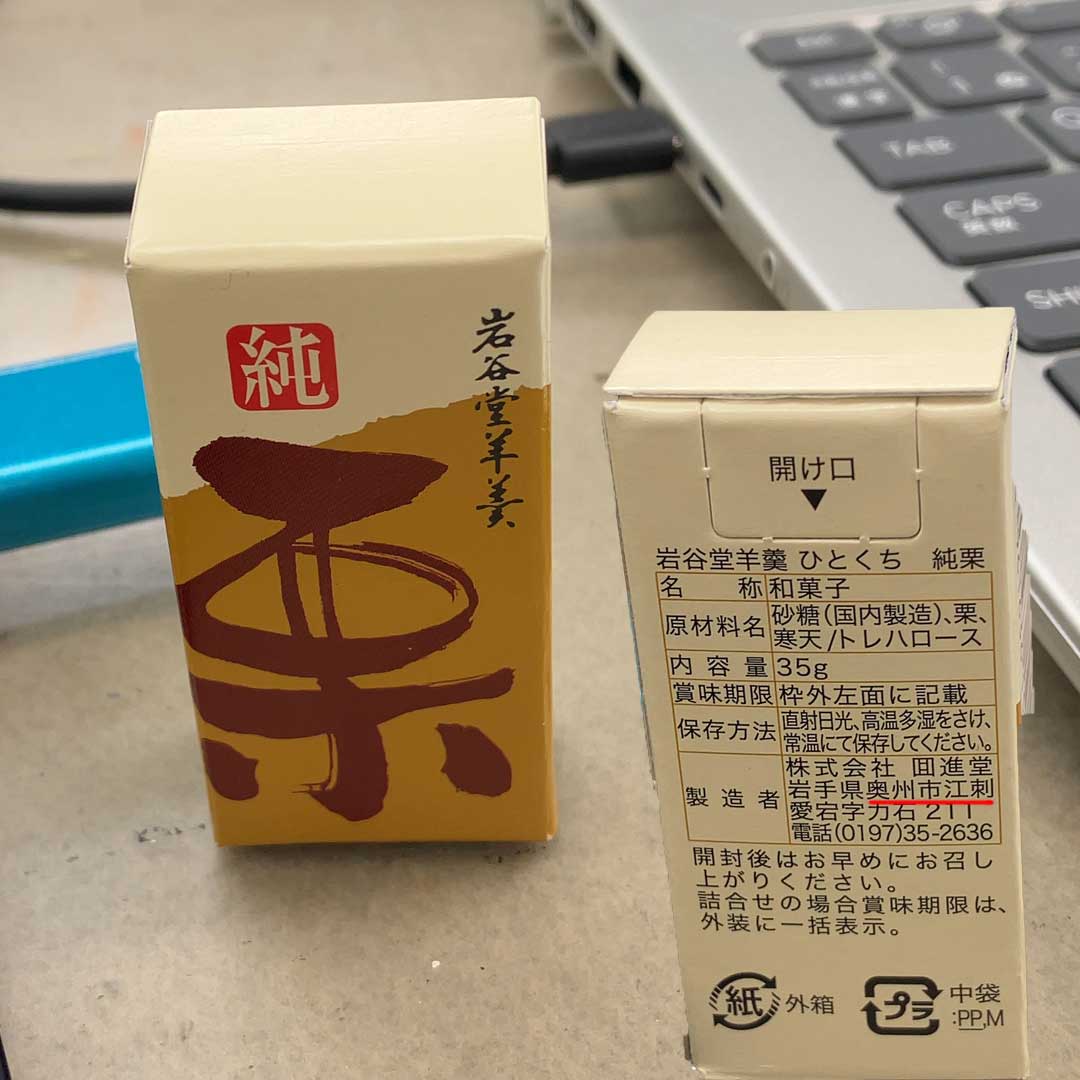 純
岩谷堂羊羹
栗
TAB
CAPS
英数
開け口
▼
岩谷堂羊羹 ひとくち 純栗
名称 和菓子
原材料名 砂糖(国内製造)、栗、
寒天/トレハロース
内容量 35g
賞味期限 枠外左面に記載
保存方法 直射日光、高温多湿をさけ、
常温にて保存してください。
製造者 株式会社 回進堂
岩手県奥州市江刺
愛宕字力石211
電話(0197)35-2636
開封後はお早めにお召し
上がりください。
詰合せの場合賞味期限は、
外装に一括表示。
紙 外箱
プラ 中袋
:PP,M